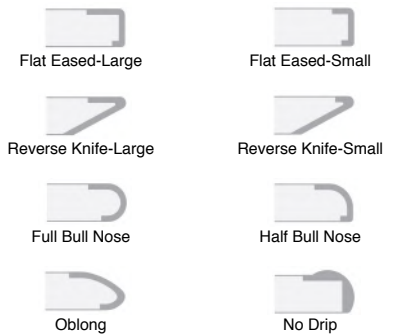 Flat Eased-Large
Flat Eased-Small
Reverse Knife-Large
Reverse Knife-Small
Full Bull Nose
Half Bull Nose
Oblong
No Drip